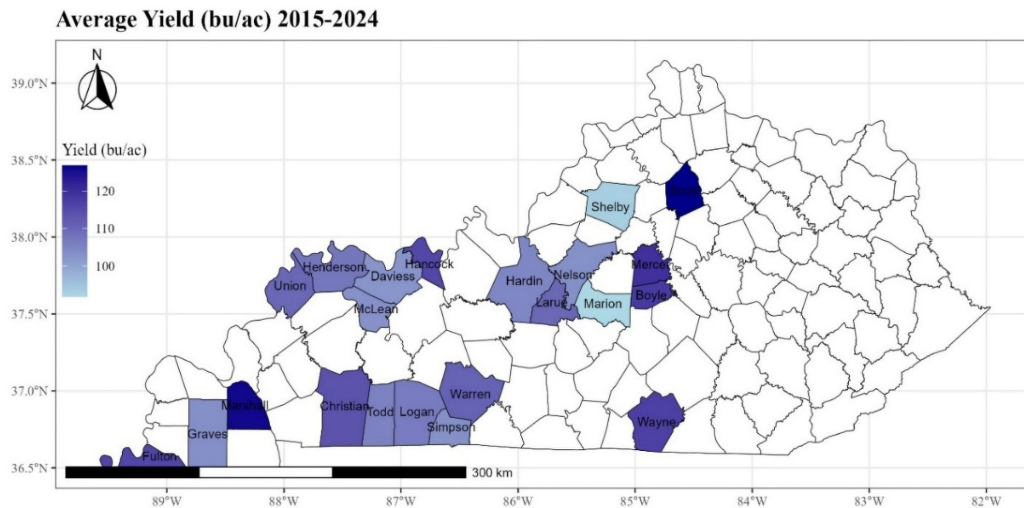 Average Yield (bu/ac) 2015-2024
N
39.0°N
38.5°N
38.0°N
37.5°N
37.0°N
36.5°N
Yield (bu/ac)
120
110
100
Shelby
Henderson
Hancock
Daviess
Union
McLean
Hardin
Nelson
Mercer
Larue
Marion
Boyle
Marshall
Graves
Fulton
Christian
Todd
Logan
Warren
Simpson
Wayne
300 km
89°W
88°W
87°W
86°W
85°W
84°W
83°W
82°W